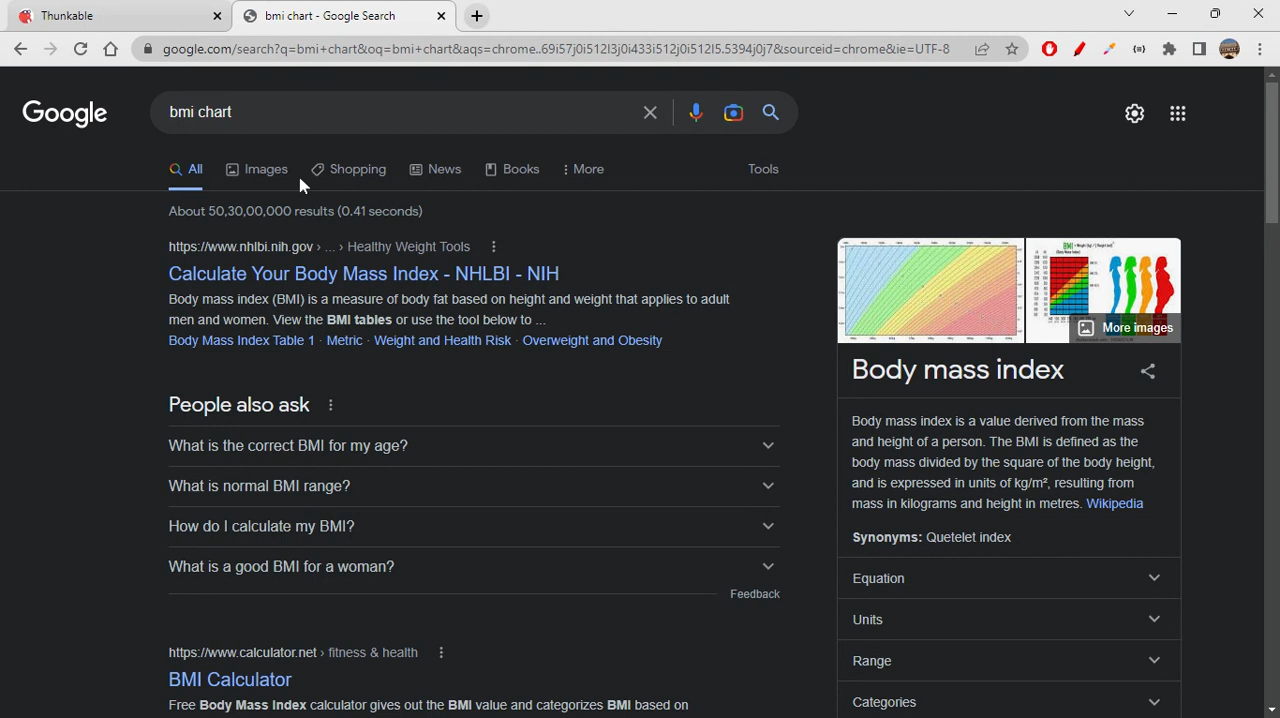 Thunkable
bmi chart - Google Search
google.com/search?q=bmi+chart&oq=bmi+chart&aqs=chrome..69i57j0i512l3j0i433i512j0i512l5.5394j0j7&sourceid=chrome&ie=UTF-8
Google
bmi chart
All
Images
Shopping
News
Books
More
Tools
About 50,30,00,000 results (0.41 seconds)
https://www.nhlbi.nih.gov › ... › Healthy Weight Tools
Calculate Your Body Mass Index - NHLBI - NIH
Body mass index (BMI) is a measure of body fat based on height and weight that applies to adult
men and women. View the BMI tables or use the tool below to ...
Body Mass Index Table 1 · Metric · Weight and Health Risk · Overweight and Obesity
People also ask
What is the correct BMI for my age?
What is normal BMI range?
How do I calculate my BMI?
What is a good BMI for a woman?
Feedback
https://www.calculator.net › fitness & health
BMI Calculator
Free Body Mass Index calculator gives out the BMI value and categorizes BMI based on
More images
Body mass index
Body mass index is a value derived from the mass
and height of a person. The BMI is defined as the
body mass divided by the square of the body height,
and is expressed in units of kg/m², resulting from
mass in kilograms and height in metres. Wikipedia
Synonyms: Quetelet index
Equation
Units
Range
Categories